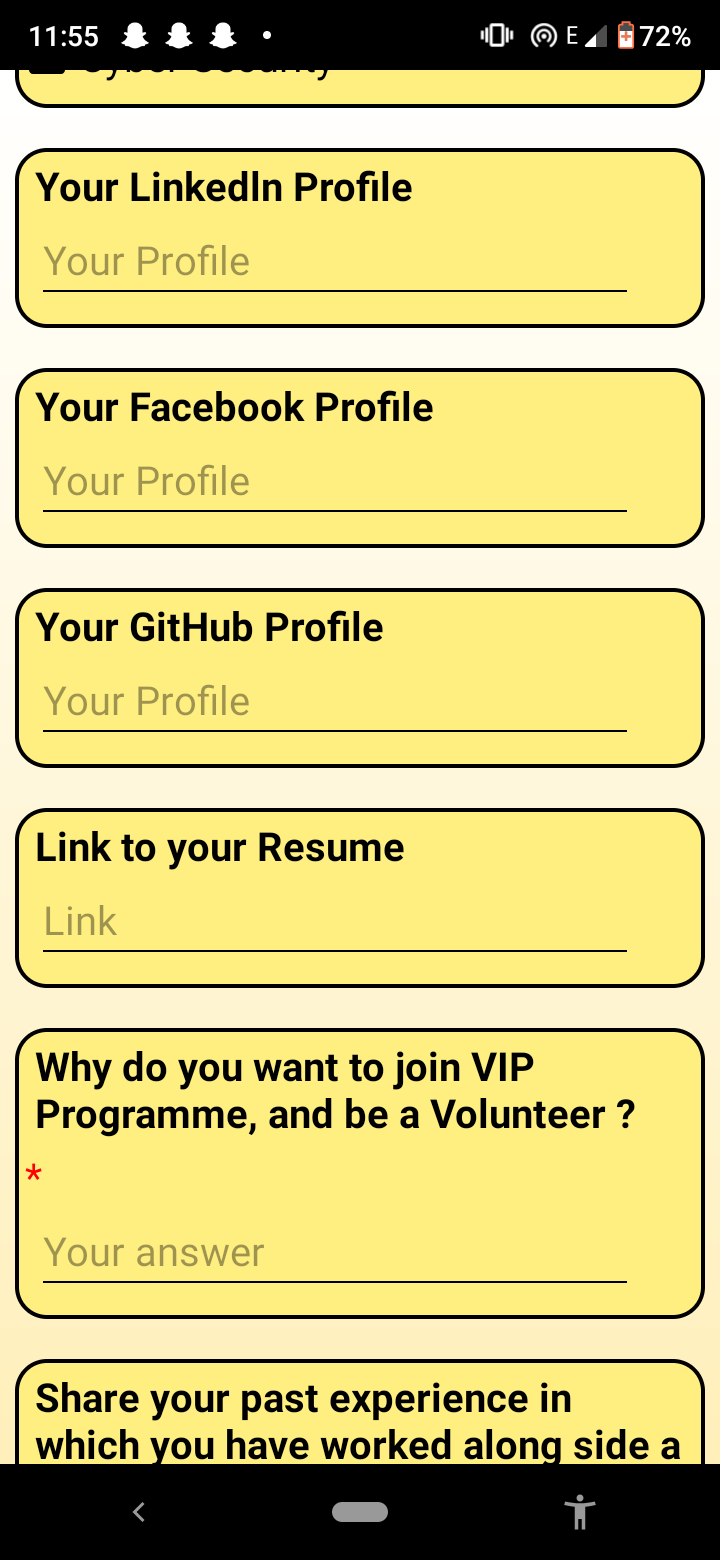 11:55
E
72%
Cyber Security
Your LinkedIn Profile
Your Profile
Your Facebook Profile
Your Profile
Your GitHub Profile
Your Profile
Link to your Resume
Link
Why do you want to join VIP
Programme, and be a Volunteer ?
*
Your answer
Share your past experience in
which you have worked along side a